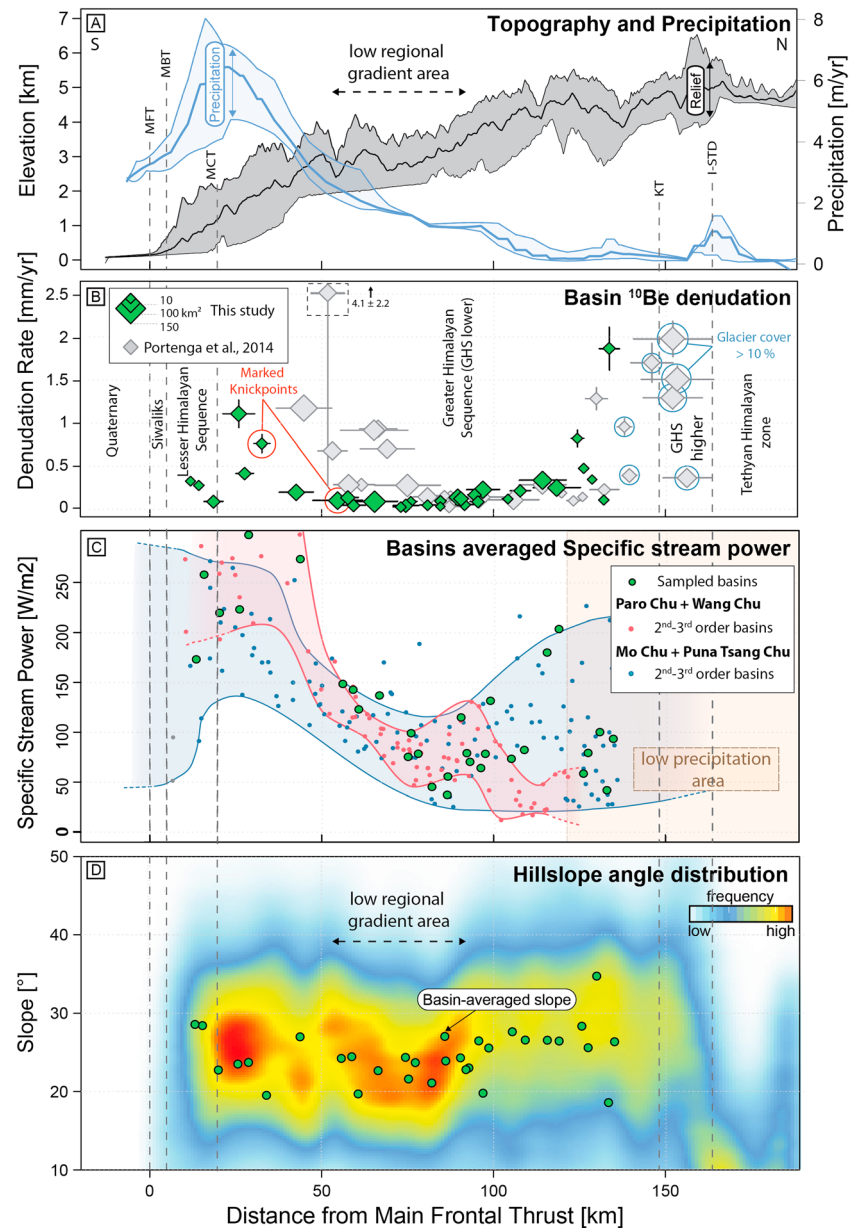 A
Topography and Precipitation
S
N
7
6
5
4
3
2
1
0
Elevation [km]
8
6
4
2
0
Precipitation [m/yr]
MFT
MBT
MCT
Precipitation
low regional
gradient area
Relief
KT
I-STD
B
Basin ¹⁰Be denudation
2.5
2
1.5
1
0.5
0
Denudation Rate [mm/yr]
10
100 km²
150
This study
Portenga et al., 2014
4.1 ± 2.2
Marked
Knickpoints
Glacier cover
> 10 %
Quaternary
Siwaliks
Lesser Himalayan
Sequence
Greater Himalayan
Sequence (GHS lower)
GHS
higher
Tethyan Himalayan
zone
C
Basins averaged Specific stream power
250
200
150
100
50
0
Specific Stream Power [W/m2]
Sampled basins
Paro Chu + Wang Chu
2nd-3rd order basins
Mo Chu + Puna Tsang Chu
2nd-3rd order basins
low precipitation
area
D
Hillslope angle distribution
50
40
30
20
10
Slope [°]
low regional
gradient area
frequency
low
high
Basin-averaged slope
0
50
100
150
Distance from Main Frontal Thrust [km]